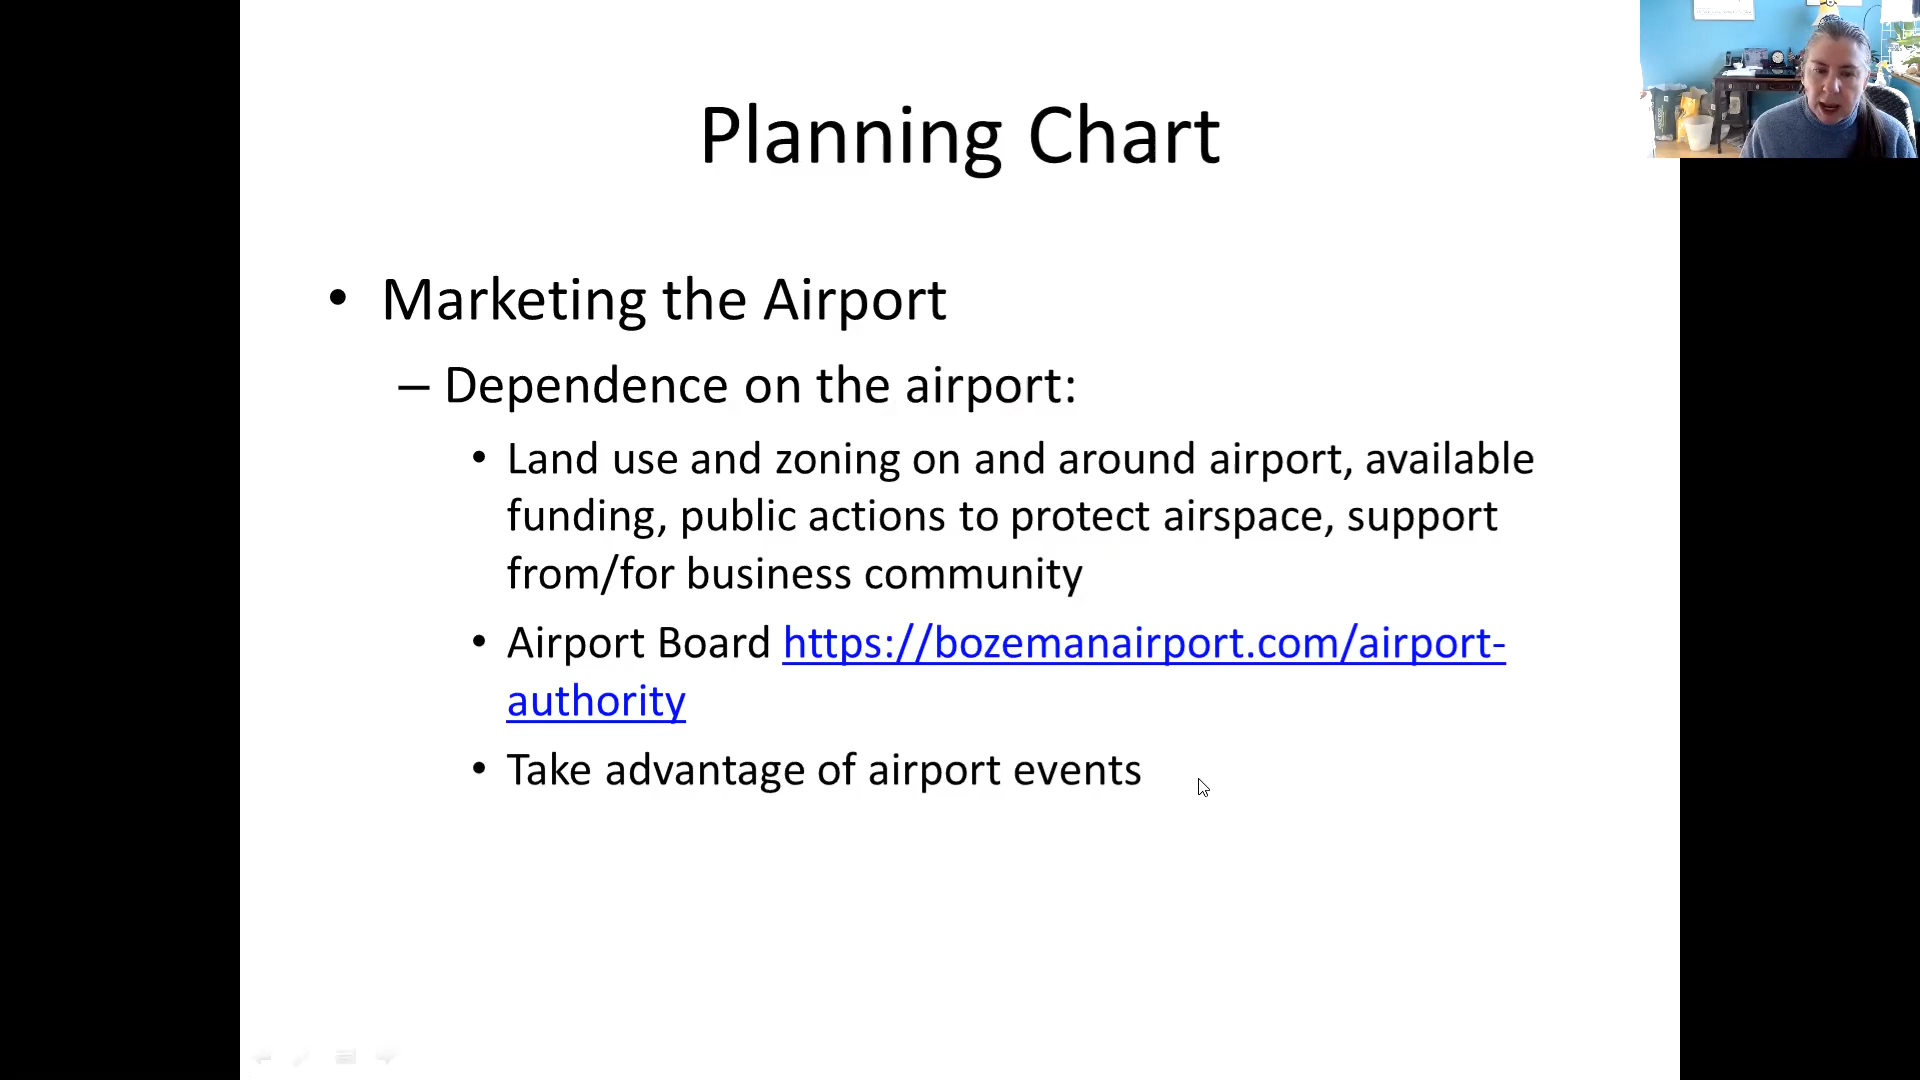 Planning Chart
• Marketing the Airport
– Dependence on the airport:
• Land use and zoning on and around airport, available
funding, public actions to protect airspace, support
from/for business community
• Airport Board https://bozemanairport.com/airport-
authority
• Take advantage of airport events